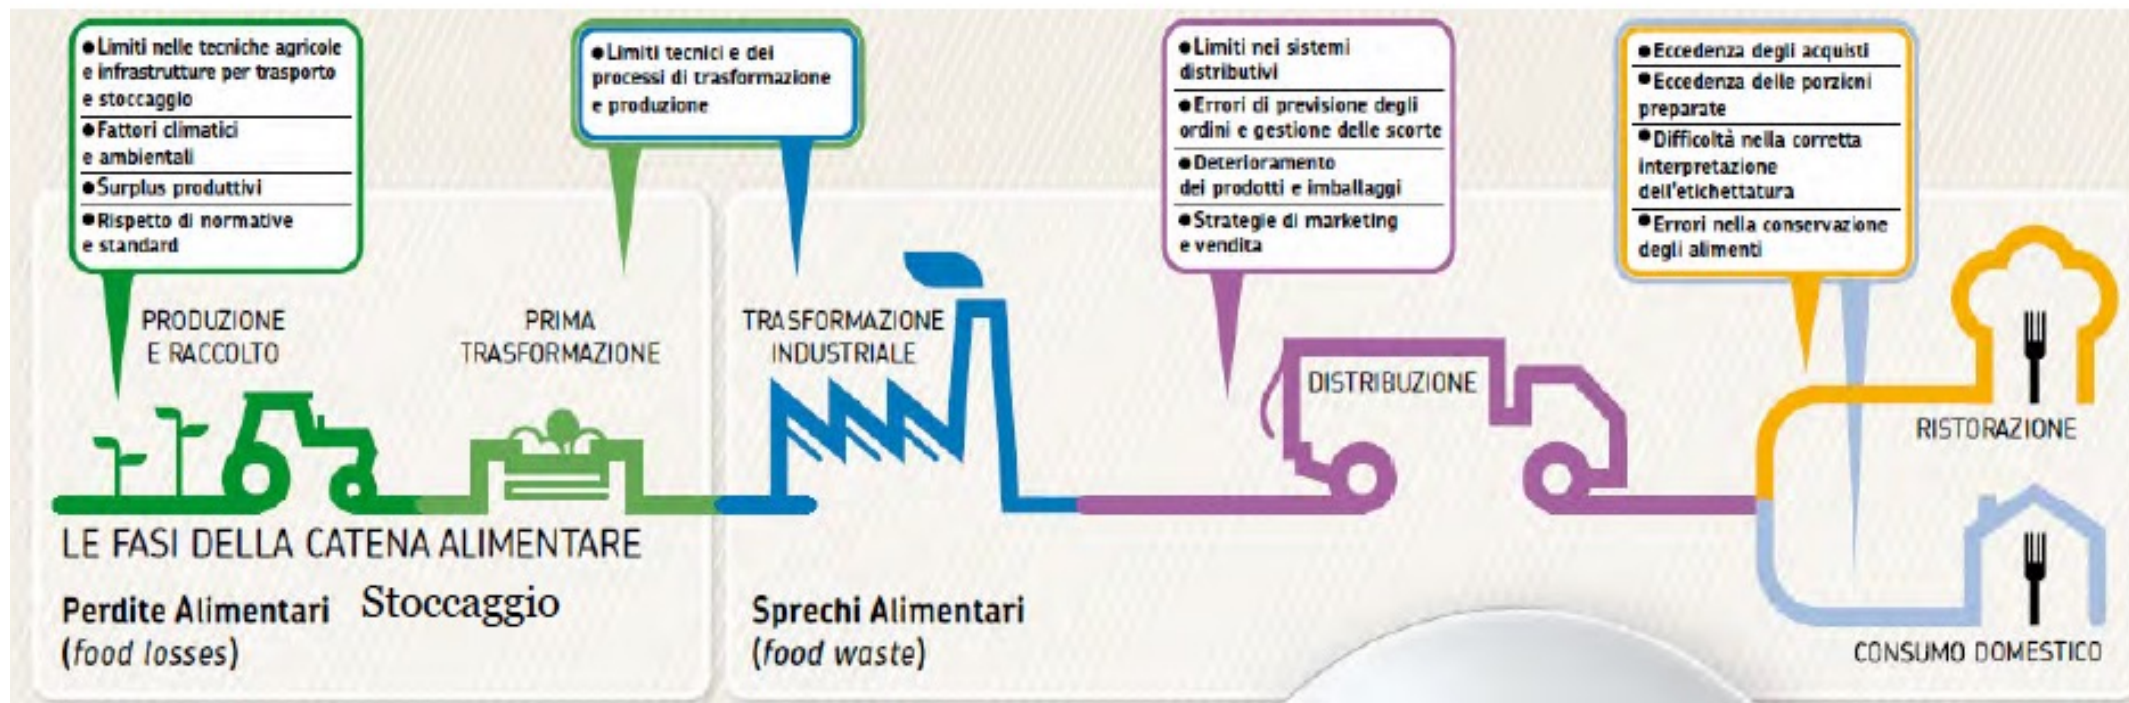 ●Limiti nelle tecniche agricole
e infrastrutture per trasporto
e stoccaggio
●Fattori climatici
e ambientali
●Surplus produttivi
●Rispetto di normative
e standard
●Limiti tecnici e dei
processi di trasformazione
e produzione
●Limiti nei sistemi
distributivi
●Errori di previsione degli
ordini e gestione delle scorte
●Deterioramento
dei prodotti e imballaggi
●Strategie di marketing
e vendita
●Eccedenza degli acquisti
●Eccedenza delle porzioni
preparate
●Difficoltà nella corretta
interpretazione
dell'etichettatura
●Errori nella conservazione
degli alimenti
PRODUZIONE
E RACCOLTO
PRIMA
TRASFORMAZIONE
TRASFORMAZIONE
INDUSTRIALE
DISTRIBUZIONE
RISTORAZIONE
CONSUMO DOMESTICO
LE FASI DELLA CATENA ALIMENTARE
Perdite Alimentari Stoccaggio
(food losses)
Sprechi Alimentari
(food waste)